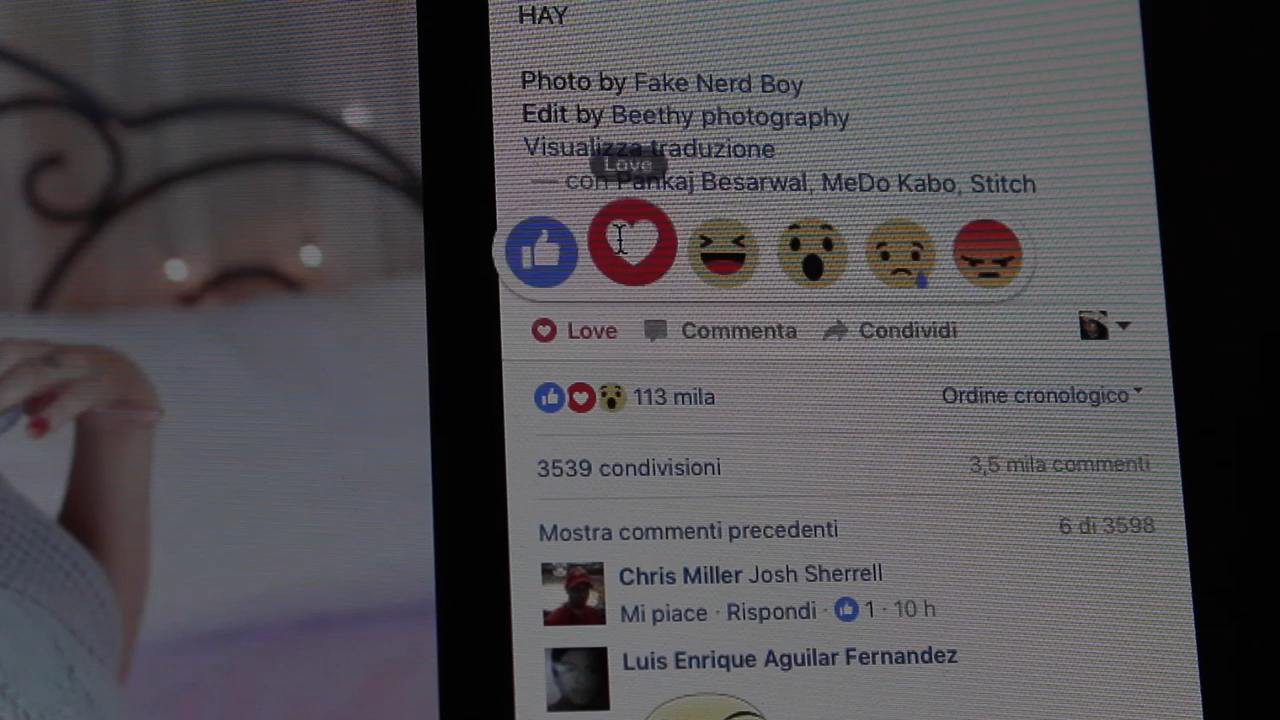 HAY
Photo by Fake Nerd Boy
Edit by Beethy photography
Visualizza traduzione
Love
— con Pankaj Besarwal, MeDo Kabo, Stitch
Love Commenta Condividi
113 mila Ordine cronologico
3539 condivisioni 3,5 mila commenti
Mostra commenti precedenti 6 di 3598
Chris Miller Josh Sherrell
Mi piace · Rispondi · 1 · 10 h
Luis Enrique Aguilar Fernandez